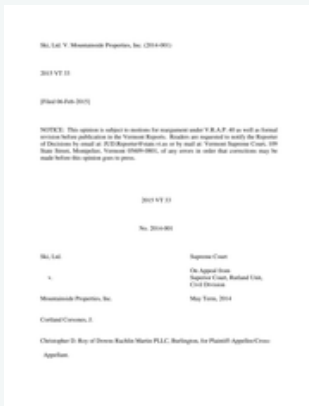 Ski, Ltd. V. Mountainside Properties, Inc. (2014-001)
2015 VT 33
[Filed 06-Feb-2015]
NOTICE: This opinion is subject to motions for reargument under V.R.A.P. 40 as well as formal
revision before publication in the Vermont Reports. Readers are requested to notify the Reporter
of Decisions by email at: JUD.Reporter@state.vt.us or by mail at: Vermont Supreme Court, 109
State Street, Montpelier, Vermont 05609-0801, of any errors in order that corrections may be
made before this opinion goes to press.
2015 VT 33
No. 2014-001
Ski, Ltd.
Supreme Court
On Appeal from
v.
Superior Court, Rutland Unit,
Civil Division
Mountainside Properties, Inc.
May Term, 2014
Cortland Corsones, J.
Christopher D. Roy of Downs Rachlin Martin PLLC, Burlington, for Plaintiff-Appellee/Cross-
Appellant.